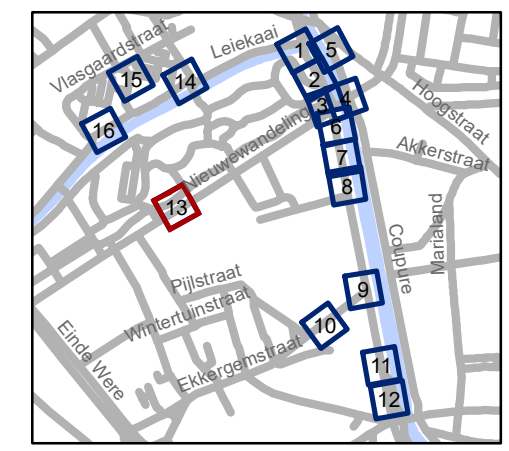 Vlasgaardstraat
Leiekaai
1
5
2
15
14
3
4
Hoogstraat
16
6
Nieuwewandeling
7
Akkerstraat
8
13
Marialand
Coupure
Pijlstraat
9
Wintertuinstraat
10
Einde Were
Ekkergemstraat
11
12